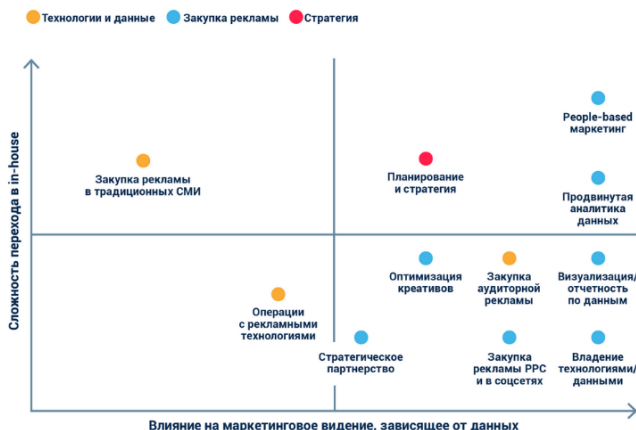 Технологии и данные
Закупка рекламы
Стратегия
Сложность перехода в in-house
People-based
маркетинг
Закупка рекламы
в традиционных СМИ
Планирование
и стратегия
Продвинутая
аналитика
данных
Оптимизация
креативов
Закупка
аудиторной
рекламы
Визуализация/
отчетность
по данным
Операции
с рекламными
технологиями
Стратегическое
партнерство
Закупка
рекламы PPC
и в соцсетях
Владение
технологиями/
данными
Влияние на маркетинговое видение, зависящее от данных